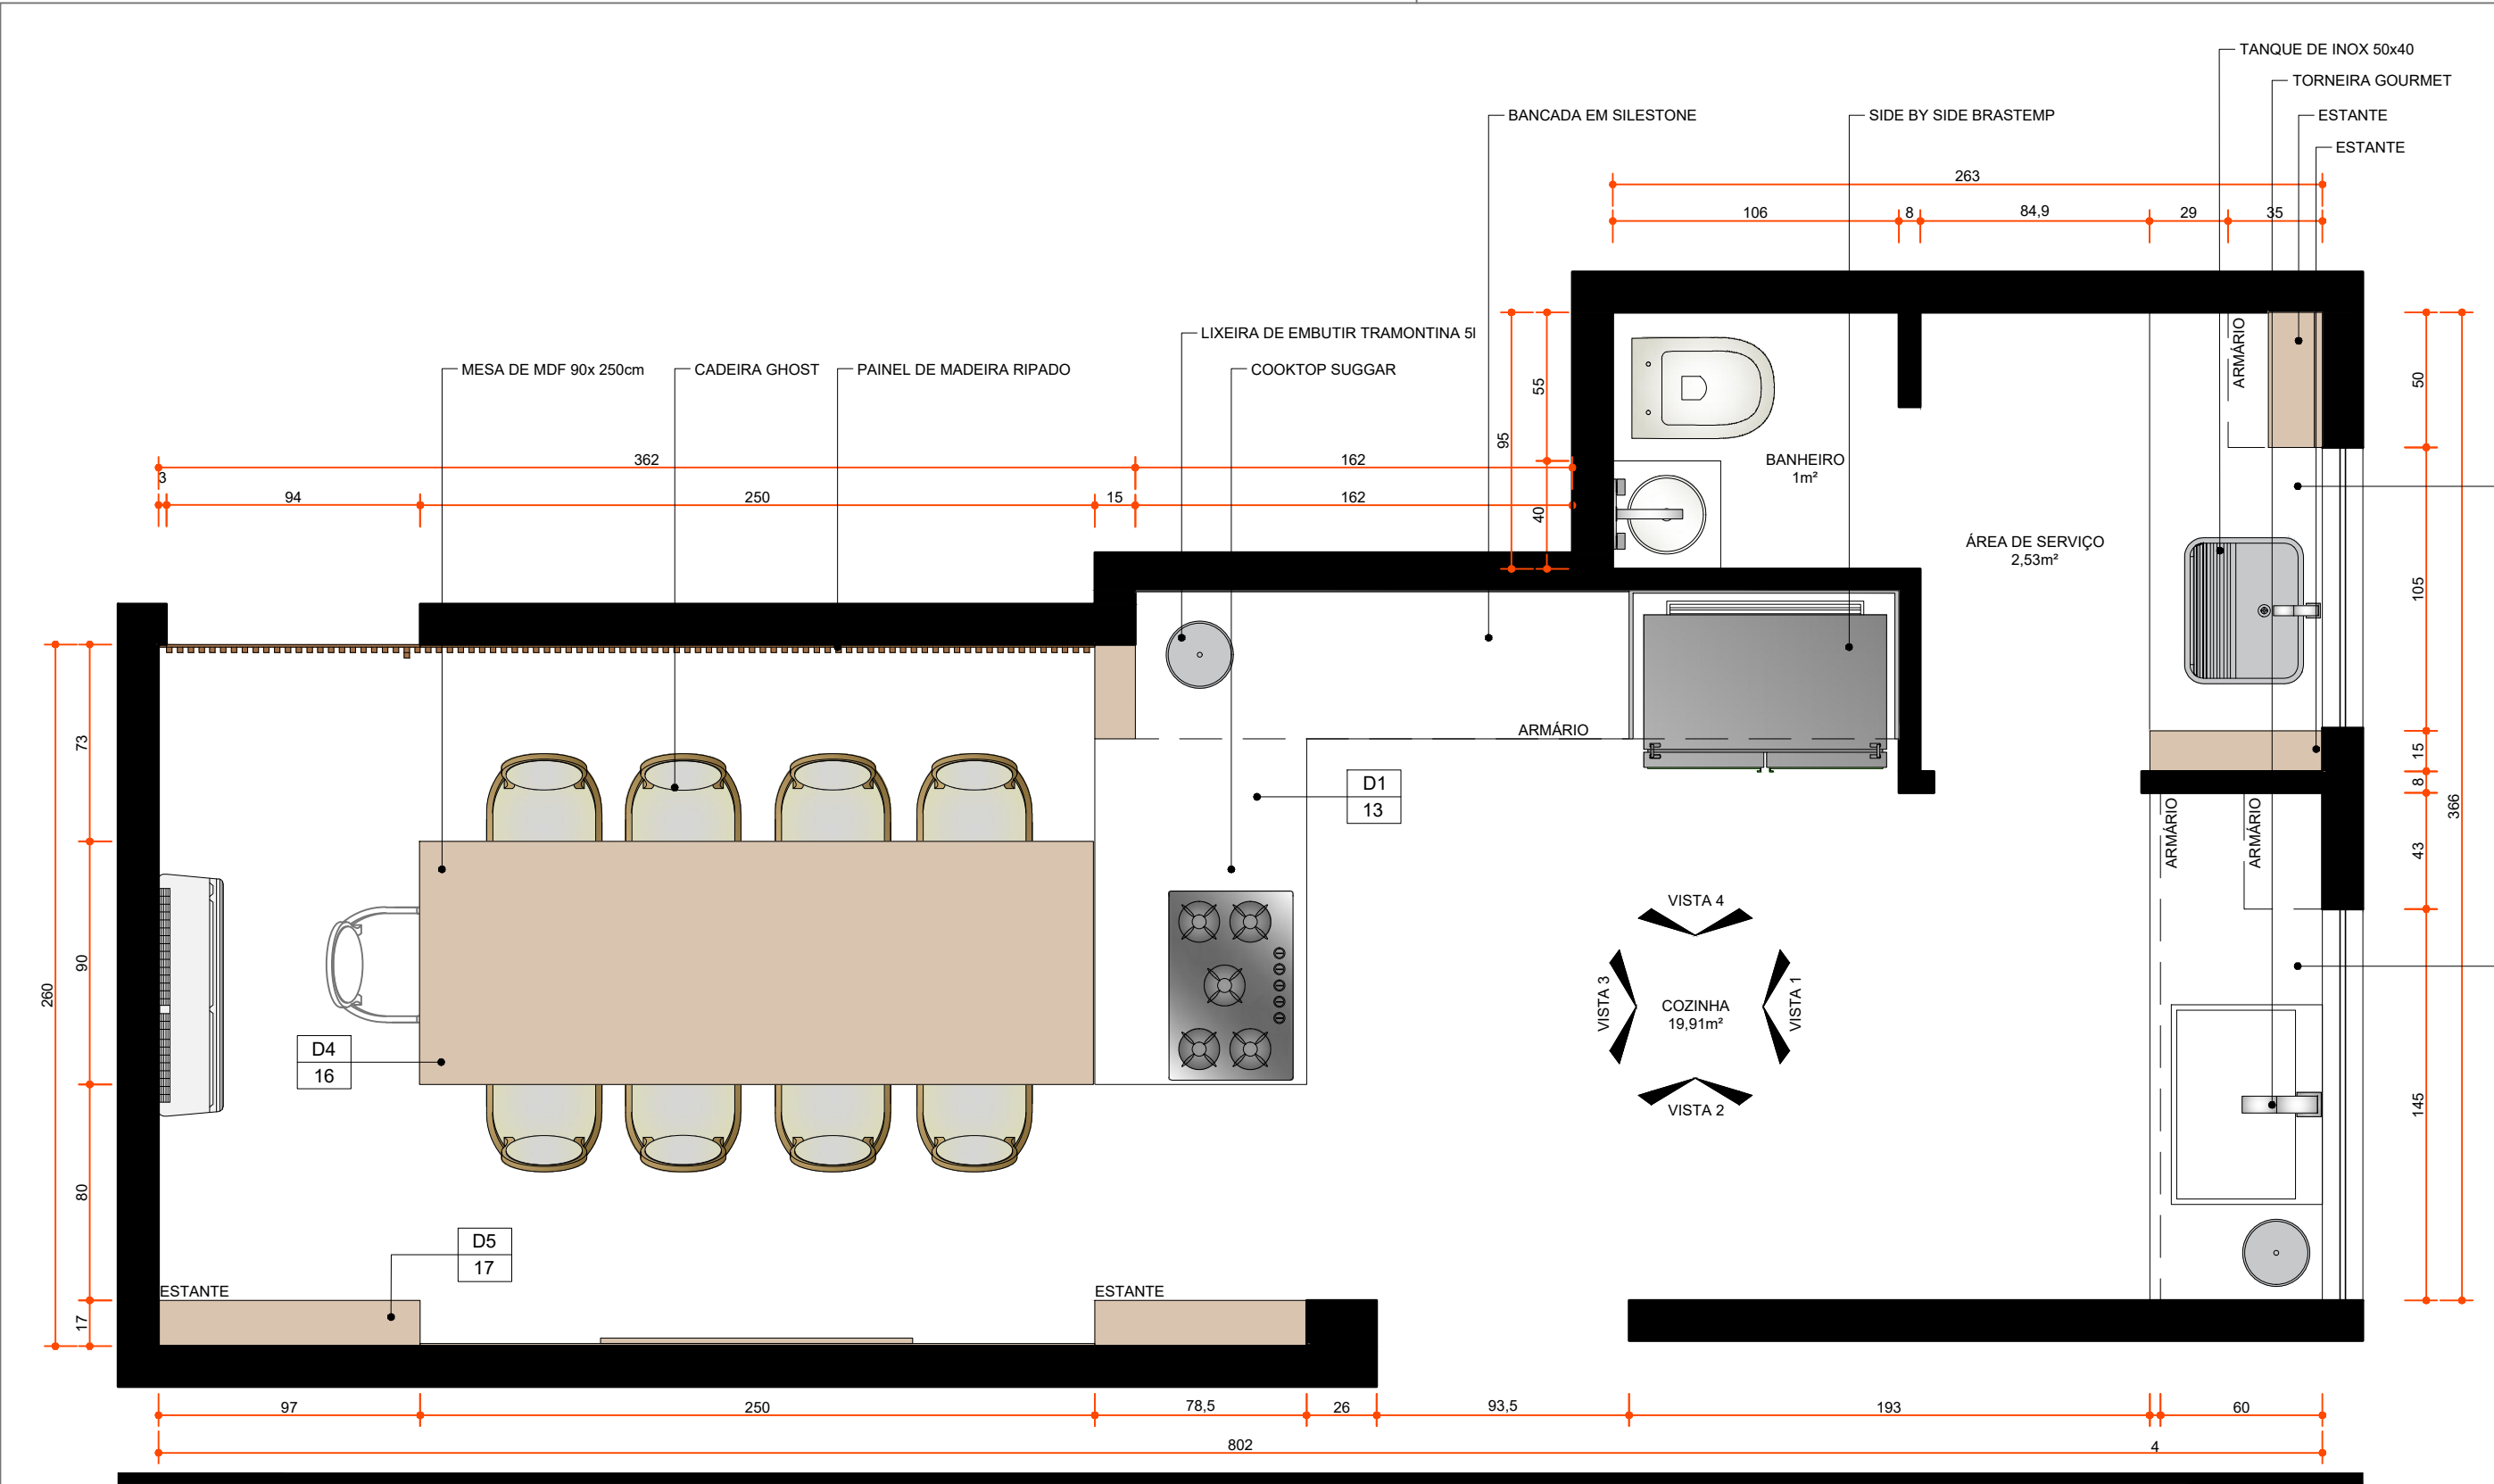 TANQUE DE INOX 50x40
TORNEIRA GOURMET
BANCADA EM SILESTONE
SIDE BY SIDE BRASTEMP
ESTANTE
ESTANTE
263
106
8
84,9
29
35
LIXEIRA DE EMBUTIR TRAMONTINA 5l
MESA DE MDF 90x 250cm
CADEIRA GHOST
PAINEL DE MADEIRA RIPADO
COOKTOP SUGGAR
ARMÁRIO
55
95
40
50
362
162
3
94
250
15
162
BANHEIRO
1m²
ÁREA DE SERVIÇO
2,53m²
105
ARMÁRIO
73
15
8
366
D1
13
ARMÁRIO
ARMÁRIO
43
VISTA 4
90
260
VISTA 3
COZINHA
19,91m²
VISTA 1
D4
16
VISTA 2
145
80
D5
17
ESTANTE
ESTANTE
17
97
250
78,5
26
93,5
193
60
802
4